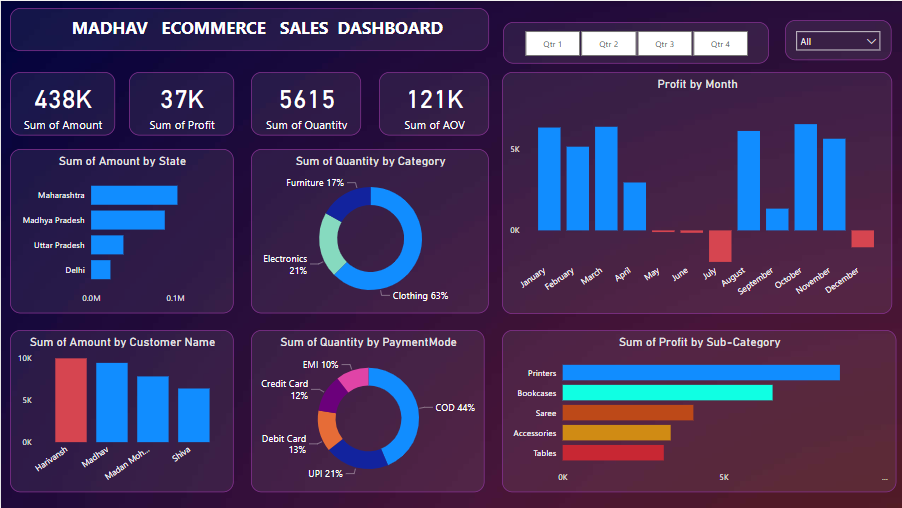 MADHAV ECOMMERCE SALES DASHBOARD
Qtr 1
Qtr 2
Qtr 3
Qtr 4
All
438K
Sum of Amount
37K
Sum of Profit
5615
Sum of Quantity
121K
Sum of AOV
Profit by Month
5K
0K
January
February
March
April
May
June
July
August
September
October
November
December
Sum of Amount by State
Maharashtra
Madhya Pradesh
Uttar Pradesh
Delhi
0.0M
0.1M
Sum of Quantity by Category
Furniture 17%
Electronics
21%
Clothing 63%
Sum of Amount by Customer Name
10K
5K
0K
Harivansh
Madhav
Madan Moh...
Shiva
Sum of Quantity by PaymentMode
EMI 10%
Credit Card
12%
COD 44%
Debit Card
13%
UPI 21%
Sum of Profit by Sub-Category
Printers
Bookcases
Saree
Accessories
Tables
0K
5K
...